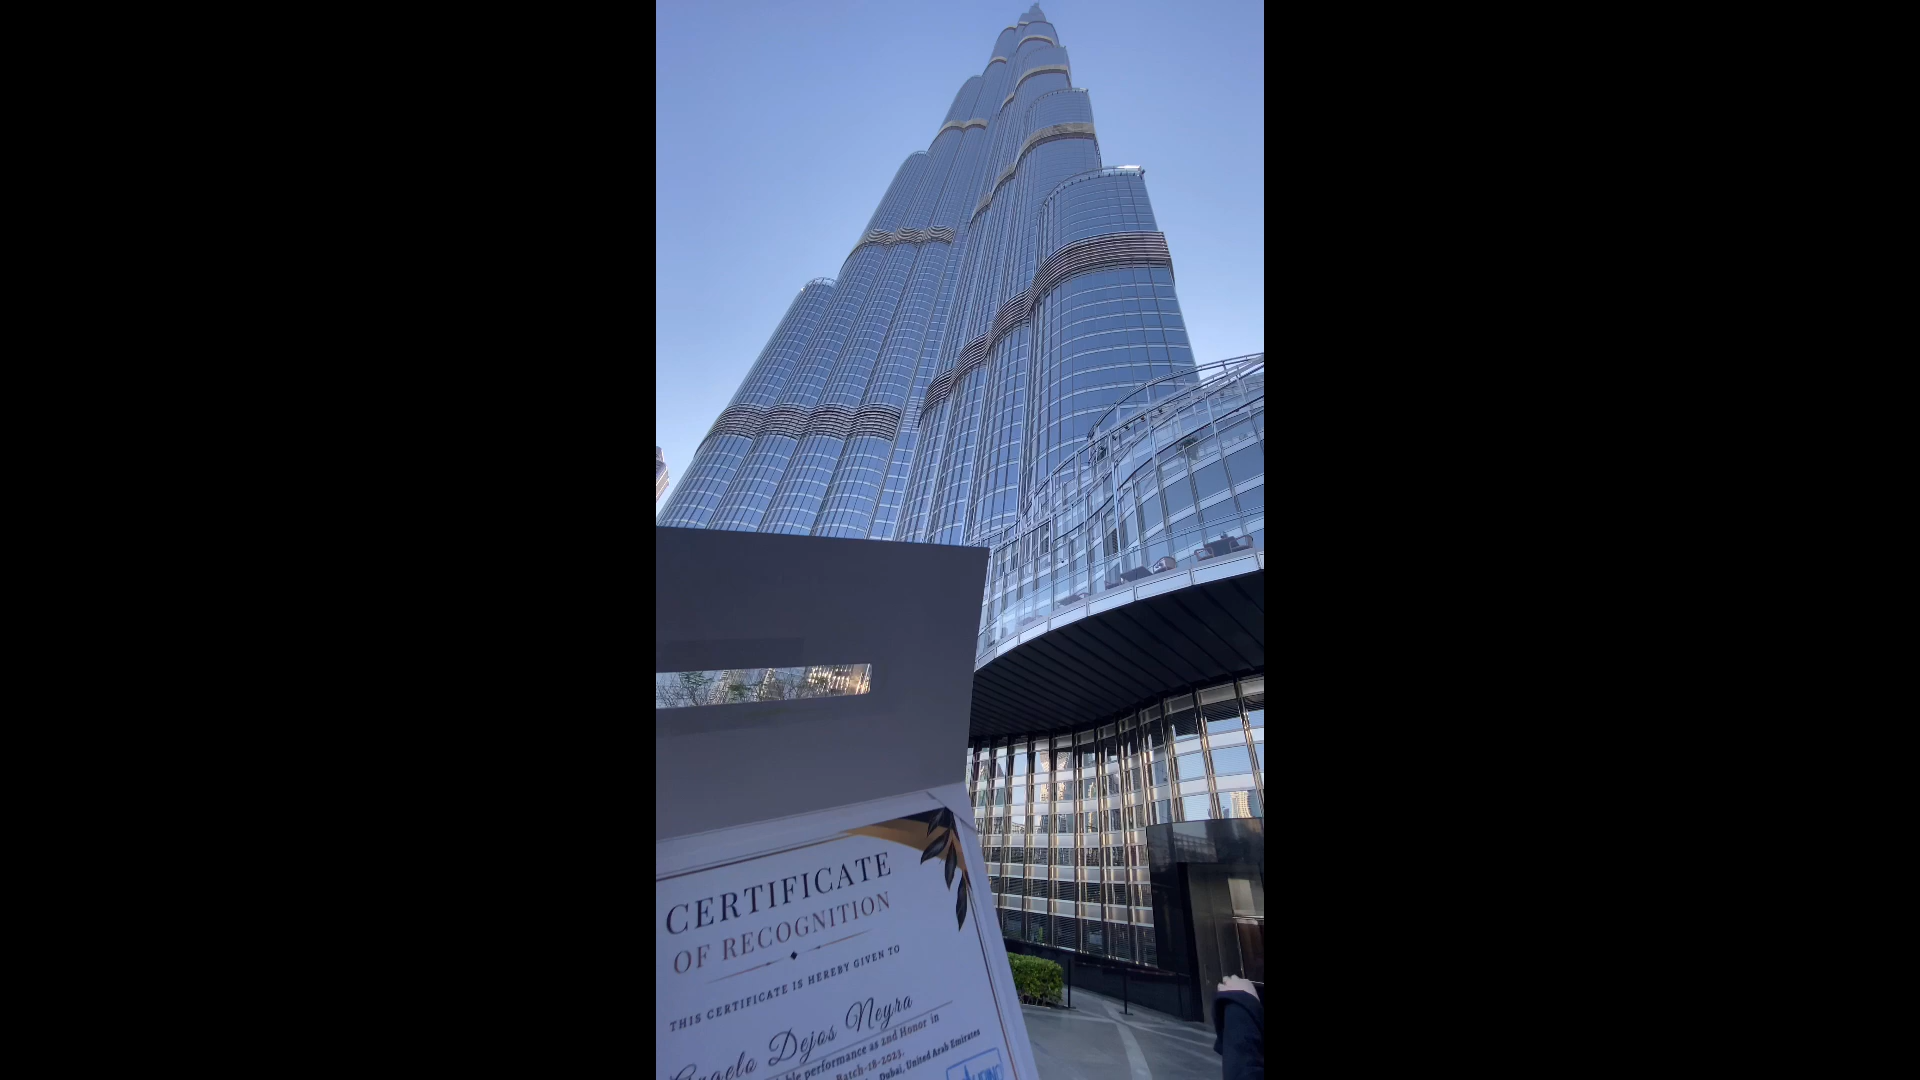 CERTIFICATE
OF RECOGNITION
THIS CERTIFICATE IS HEREBY GIVEN TO
Dejos Neyra
performance as 2nd Honor in
Batch-18-2023.
Dubai, United Arab Emirates